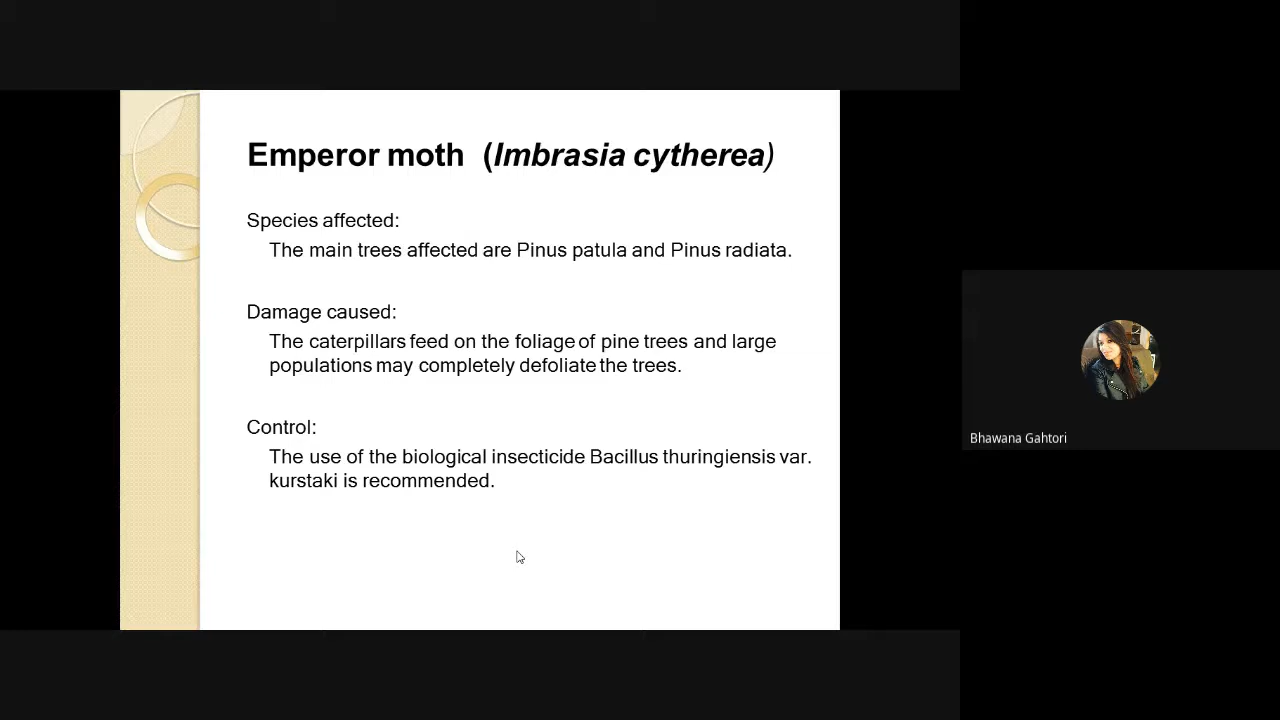 Emperor moth (Imbrasia cytherea)
Species affected:
The main trees affected are Pinus patula and Pinus radiata.
Damage caused:
The caterpillars feed on the foliage of pine trees and large
populations may completely defoliate the trees.
Control:
The use of the biological insecticide Bacillus thuringiensis var.
kurstaki is recommended.
Bhawana Gahtori